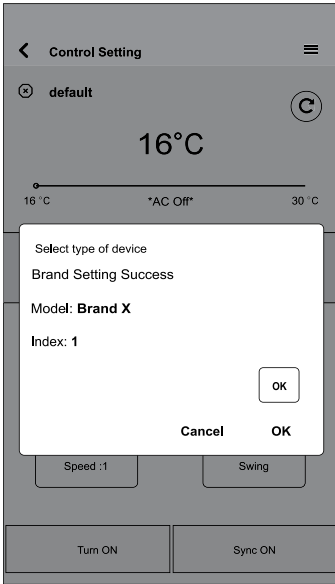 Control Setting
default
16°C
16 °C *AC Off* 30 °C
Select type of device
Brand Setting Success
Model: Brand X
Index: 1
OK
Cancel OK
Speed :1 Swing
Turn ON Sync ON